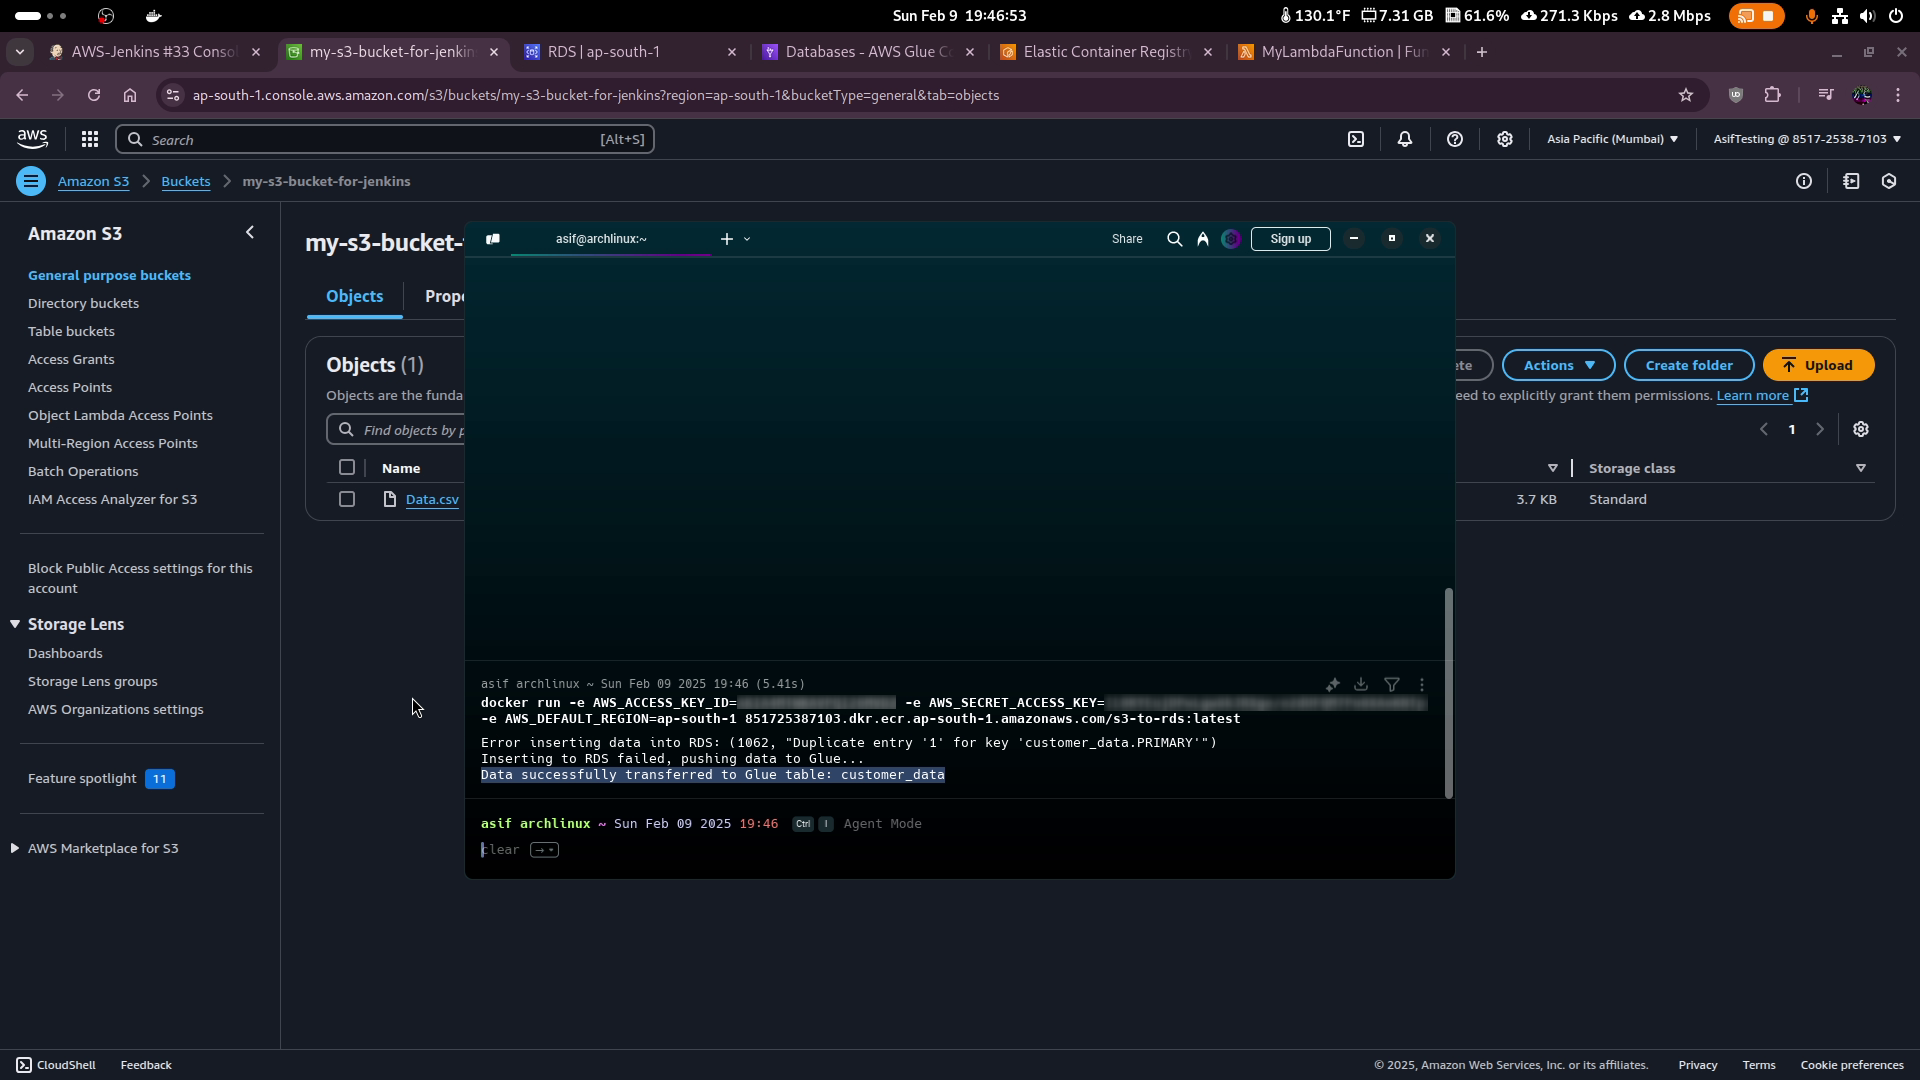 Sun Feb 9 19:46:53
130.1°F 7.31 GB 61.6% 271.3 Kbps 2.8 Mbps
AWS-Jenkins #33 Conso
my-s3-bucket-for-jenkin
RDS | ap-south-1
Databases - AWS Glue C
Elastic Container Registr
MyLambdaFunction | Fun
ap-south-1.console.aws.amazon.com/s3/buckets/my-s3-bucket-for-jenkins?region=ap-south-1&bucketType=general&tab=objects
aws
Search [Alt+S]
Asia Pacific (Mumbai)
AsifTesting @ 8517-2538-7103
Amazon S3 > Buckets > my-s3-bucket-for-jenkins
Amazon S3
General purpose buckets
Directory buckets
Table buckets
Access Grants
Access Points
Object Lambda Access Points
Multi-Region Access Points
Batch Operations
IAM Access Analyzer for S3
Block Public Access settings for this
account
Storage Lens
Dashboards
Storage Lens groups
AWS Organizations settings
Feature spotlight 11
AWS Marketplace for S3
my-s3-bucket-
Objects
Prope
Objects (1)
Objects are the funda
eed to explicitly grant them permissions. Learn more
ete
Actions
Create folder
Upload
Find objects by p
1
Name
Storage class
Data.csv
3.7 KB Standard
asif@archlinux:~
Share
Sign up
asif archlinux ~ Sun Feb 09 2025 19:46 (5.41s)
docker run -e AWS_ACCESS_KEY_ID= -e AWS_SECRET_ACCESS_KEY=
-e AWS_DEFAULT_REGION=ap-south-1 851725387103.dkr.ecr.ap-south-1.amazonaws.com/s3-to-rds:latest
Error inserting data into RDS: (1062, "Duplicate entry '1' for key 'customer_data.PRIMARY'")
Inserting to RDS failed, pushing data to Glue...
Data successfully transferred to Glue table: customer_data
asif archlinux ~ Sun Feb 09 2025 19:46 Ctrl I Agent Mode
clear
CloudShell
Feedback
© 2025, Amazon Web Services, Inc. or its affiliates.
Privacy
Terms
Cookie preferences